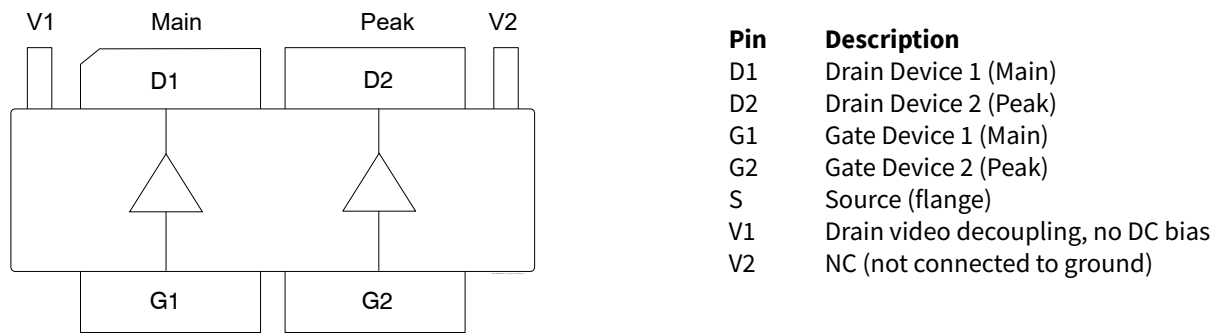 V1 Main Peak V2
D1 D2
G1 G2
Pin Description
D1 Drain Device 1 (Main)
D2 Drain Device 2 (Peak)
G1 Gate Device 1 (Main)
G2 Gate Device 2 (Peak)
S Source (flange)
V1 Drain video decoupling, no DC bias
V2 NC (not connected to ground)